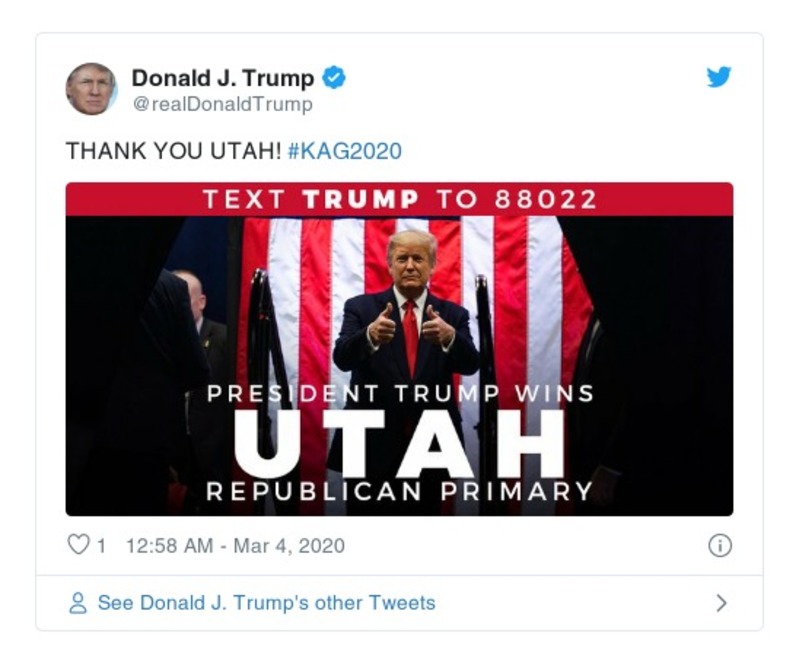 Donald J. Trump
@realDonaldTrump
THANK YOU UTAH! #KAG2020
TEXT TRUMP TO 88022
PRESIDENT TRUMP WINS
UTAH
REPUBLICAN PRIMARY
1 12:58 AM - Mar 4, 2020
See Donald J. Trump's other Tweets